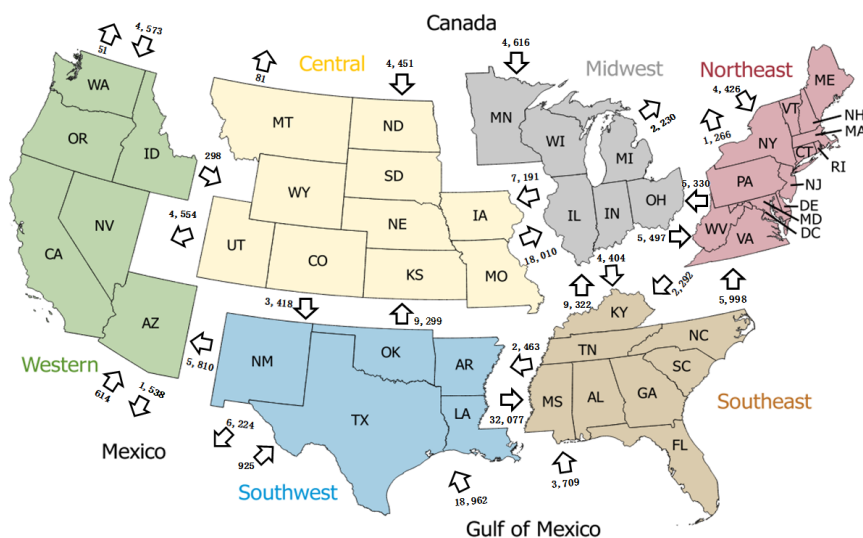 Canada
51
4,573
81
4,451
4,616
2,230
4,426
1,266
Central
Midwest
Northeast
WA
OR
ID
NV
CA
AZ
MT
ND
SD
WY
NE
IA
UT
CO
KS
MO
MN
WI
MI
IL
IN
OH
ME
VT
NH
MA
NY
CT
RI
PA
NJ
DE
MD
DC
WV
VA
298
4,554
7,191
18,010
5,330
5,497
4,404
9,322
2,292
5,998
3,418
9,299
5,810
2,463
32,077
NM
OK
AR
TX
LA
KY
TN
NC
SC
MS
AL
GA
FL
Western
Southwest
Southeast
614
1,538
6,224
925
18,962
3,709
Mexico
Gulf of Mexico